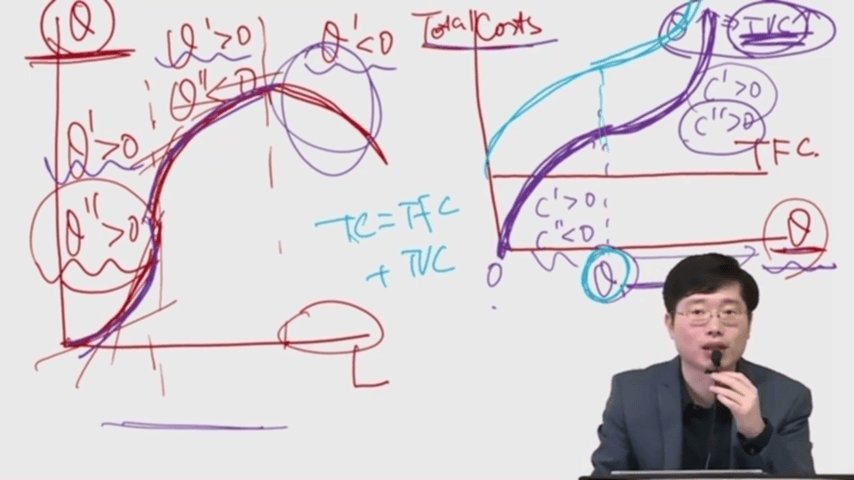 Q
Q'>0
Q''<0
Q'<0
Q'>0
Q''>0
L
TC=TFC
+TVC
Total Costs
⇒TVC
C'>0
C''>0
TFC.
C'>0
C''<0
Q
0
Q